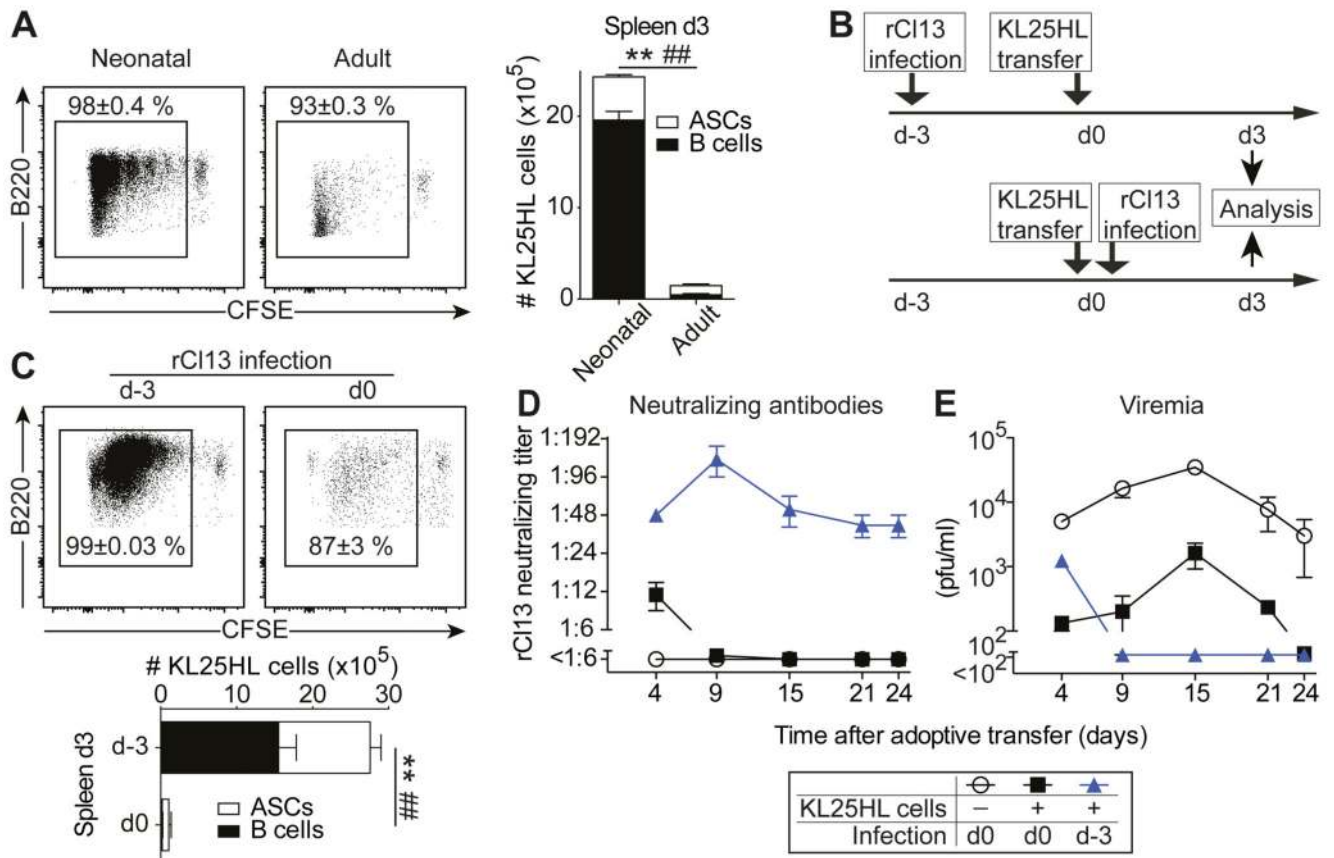 A
Neonatal
Adult
98±0.4 %
93±0.3 %
B220
CFSE
Spleen d3
** ##
# KL25HL cells (x10⁵)
20
10
0
ASCs
B cells
Neonatal
Adult
B
rCl13
infection
KL25HL
transfer
d-3
d0
d3
KL25HL
transfer
rCl13
infection
Analysis
d-3
d0
d3
C
rCl13 infection
d-3
d0
B220
99±0.03 %
87±3 %
CFSE
# KL25HL cells (x10⁵)
0
10
20
30
Spleen d3
d-3
d0
** ##
ASCs
B cells
D
Neutralizing antibodies
rCl13 neutralizing titer
1:192
1:96
1:48
1:24
1:12
1:6
<1:6
4
9
15
21
24
E
Viremia
(pfu/ml)
10⁵
10⁴
10³
2
10²
<10²
4
9
15
21
24
Time after adoptive transfer (days)
KL25HL cells – + +
Infection d0 d0 d-3